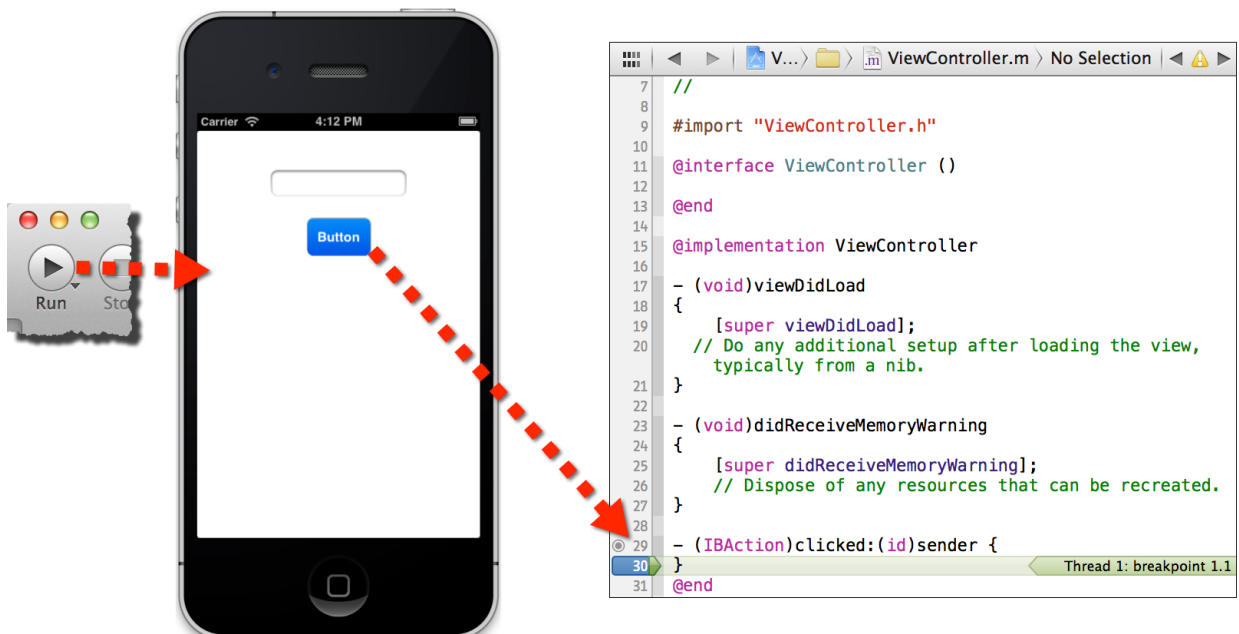 Run
Sto
Carrier
4:12 PM
Button
V...
ViewController.m
No Selection
7 //
8
9 #import "ViewController.h"
10
11 @interface ViewController ()
12
13 @end
14
15 @implementation ViewController
16
17 - (void)viewDidLoad
18 {
19 [super viewDidLoad];
20 // Do any additional setup after loading the view,
typically from a nib.
21 }
22
23 - (void)didReceiveMemoryWarning
24 {
25 [super didReceiveMemoryWarning];
26 // Dispose of any resources that can be recreated.
27 }
28
29 - (IBAction)clicked:(id)sender {
30 } Thread 1: breakpoint 1.1
31 @end